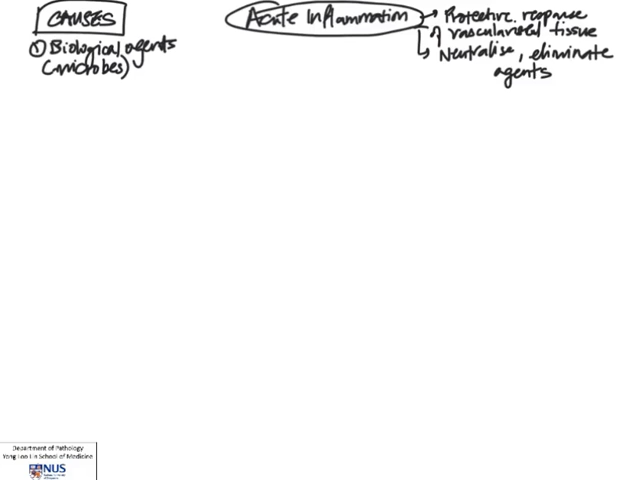 CAUSES
① Biological agents
(microbes)
Acute Inflammation
→ Protective response
of vascularised tissue
↳ Neutralise, eliminate
agents
Department of Pathology
Yong Loo Lin School of Medicine
NUS